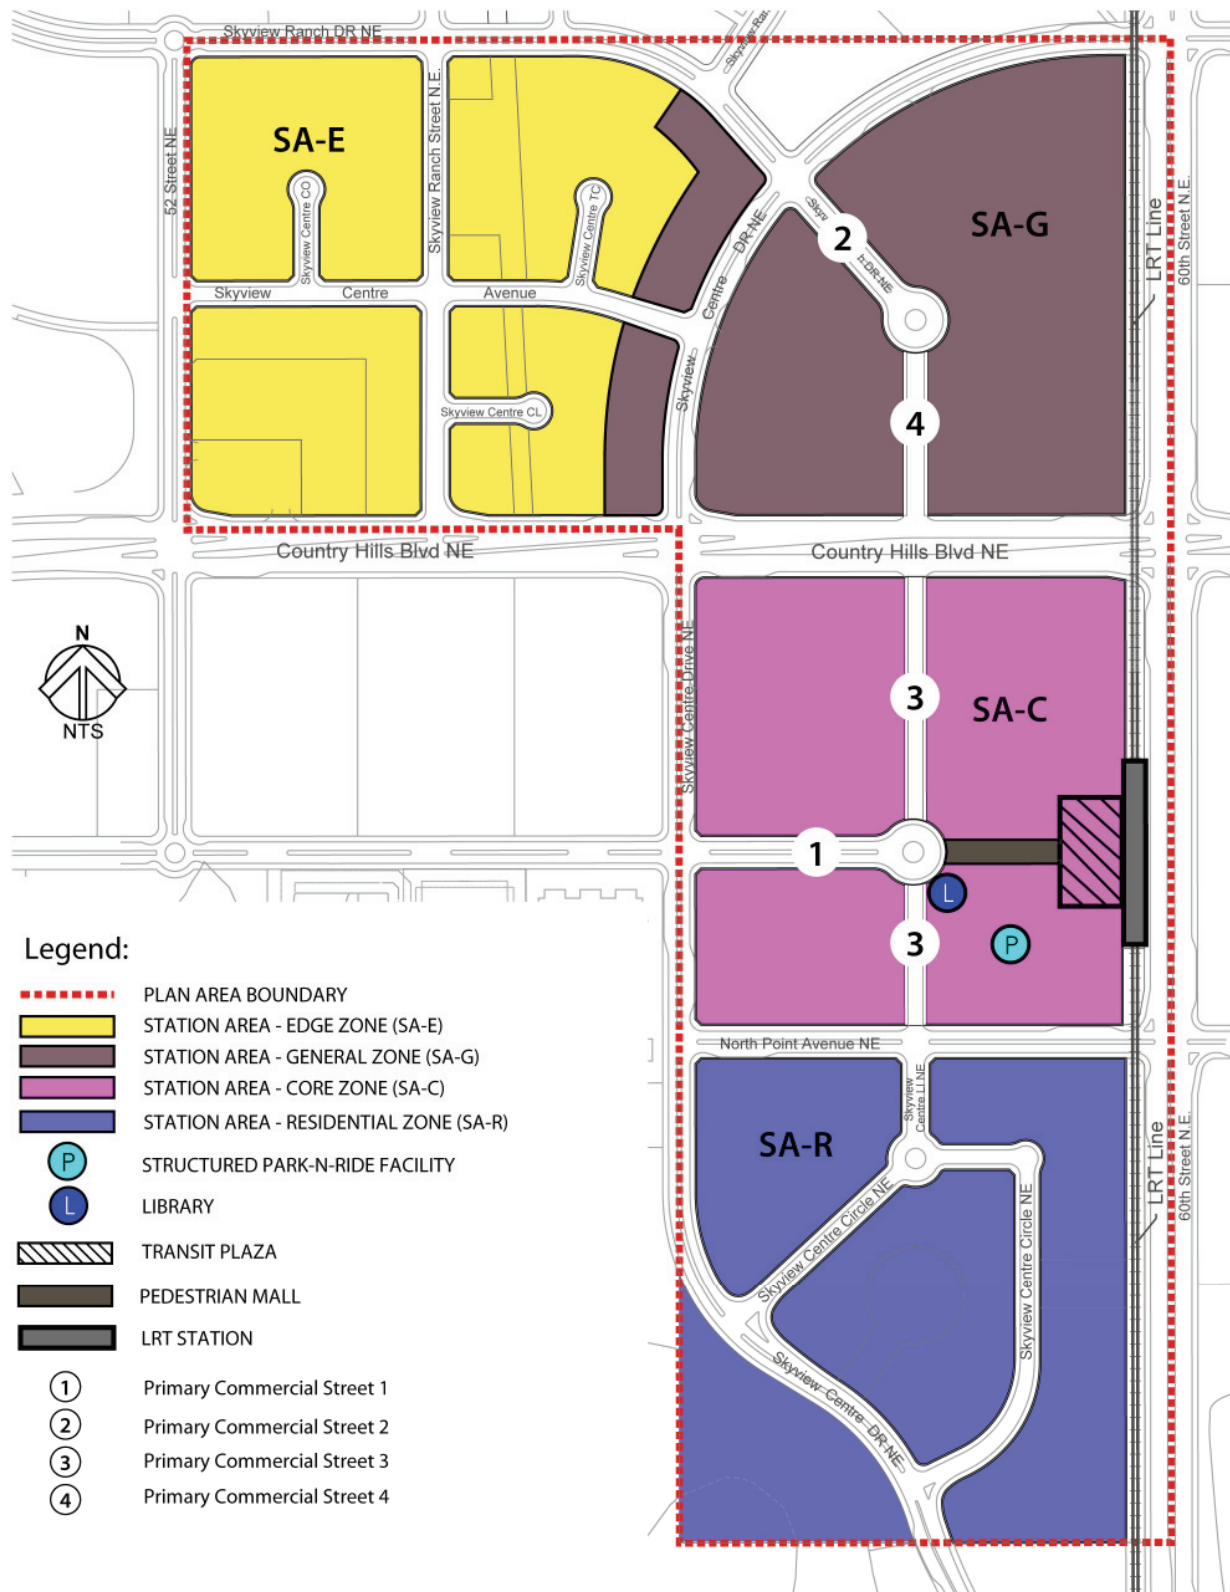 Skyview Ranch DR NE
Skyview Ra
52 Street NE
SA-E
Skyview Ranch Street N.E.
Skyview Centre CO
Skyview Centre TC
DR NE
Centre
Skyview
2
h DR NE
SA-G
LRT Line
60th Street N.E.
Skyview Centre Avenue
Skyview
Skyview Centre CL
4
Country Hills Blvd NE
Country Hills Blvd NE
N
NTS
Skyview Centre Drive NE
3
SA-C
1
L
3
P
North Point Avenue NE
Skyview
Centre LI NE
SA-R
Skyview Centre Circle NE
Skyview Centre Circle NE
LRT Line
60th Street N.E.
Skyview Centre DR NE
Legend:
PLAN AREA BOUNDARY
STATION AREA - EDGE ZONE (SA-E)
STATION AREA - GENERAL ZONE (SA-G)
STATION AREA - CORE ZONE (SA-C)
STATION AREA - RESIDENTIAL ZONE (SA-R)
P STRUCTURED PARK-N-RIDE FACILITY
L LIBRARY
TRANSIT PLAZA
PEDESTRIAN MALL
LRT STATION
1 Primary Commercial Street 1
2 Primary Commercial Street 2
3 Primary Commercial Street 3
4 Primary Commercial Street 4